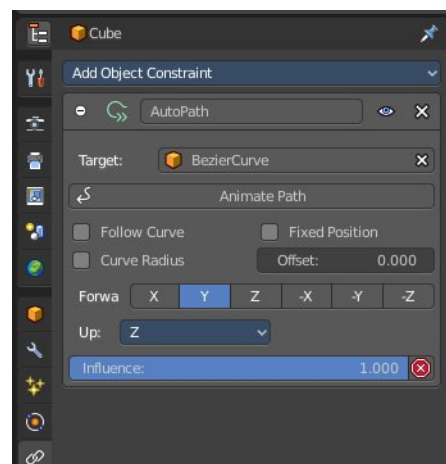 Cube
Add Object Constraint
AutoPath
Target: BezierCurve
Animate Path
Follow Curve Fixed Position
Curve Radius Offset: 0.000
Forwa X Y Z -X -Y -Z
Up: Z
Influence: 1.000